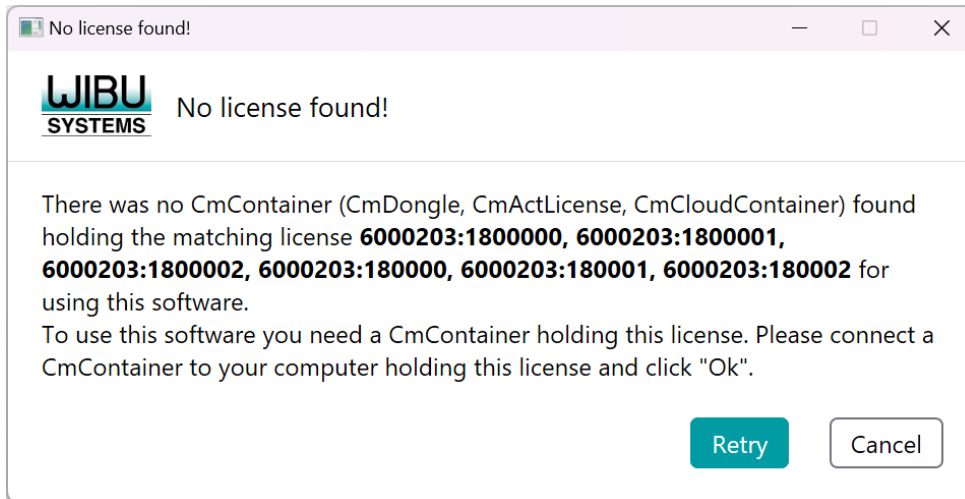 No license found!
WIBU
SYSTEMS
No license found!
There was no CmContainer (CmDongle, CmActLicense, CmCloudContainer) found
holding the matching license 6000203:1800000, 6000203:1800001,
6000203:1800002, 6000203:180000, 6000203:180001, 6000203:180002 for
using this software.
To use this software you need a CmContainer holding this license. Please connect a
CmContainer to your computer holding this license and click "Ok".
Retry
Cancel